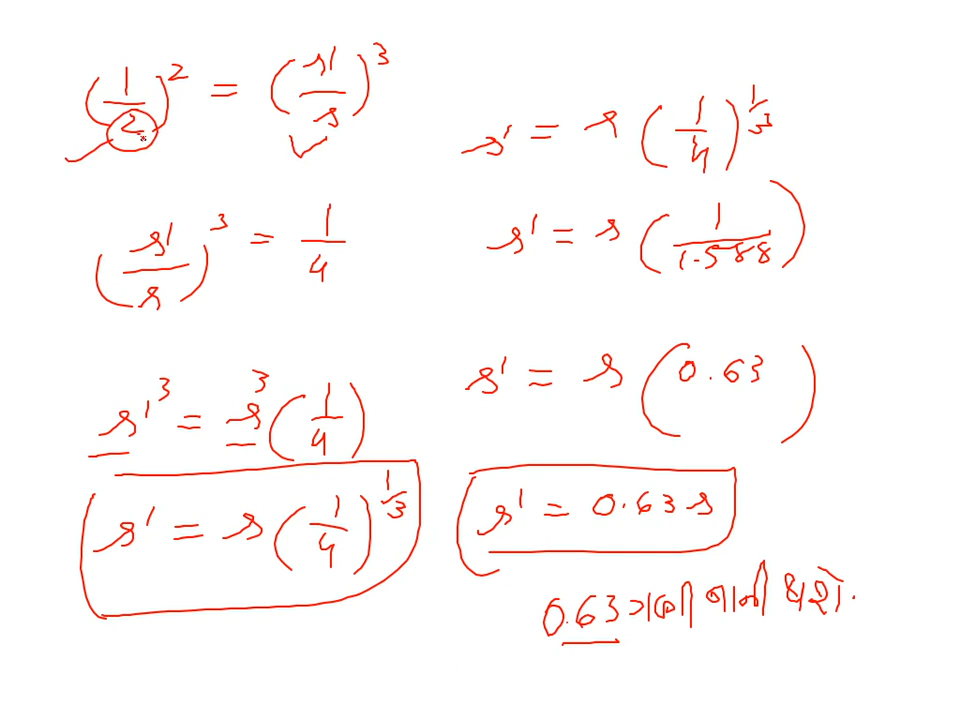 (1/2)² = (r'/r)³
(r'/r)³ = 1/4
r'³ = r³(1/4)
r' = r(1/4)^1/3
r' = r(1/4)^1/3
r' = r(1/1.588)
r' = r(0.63)
r' = 0.63 r
0.63 ગણી નાની થશે.